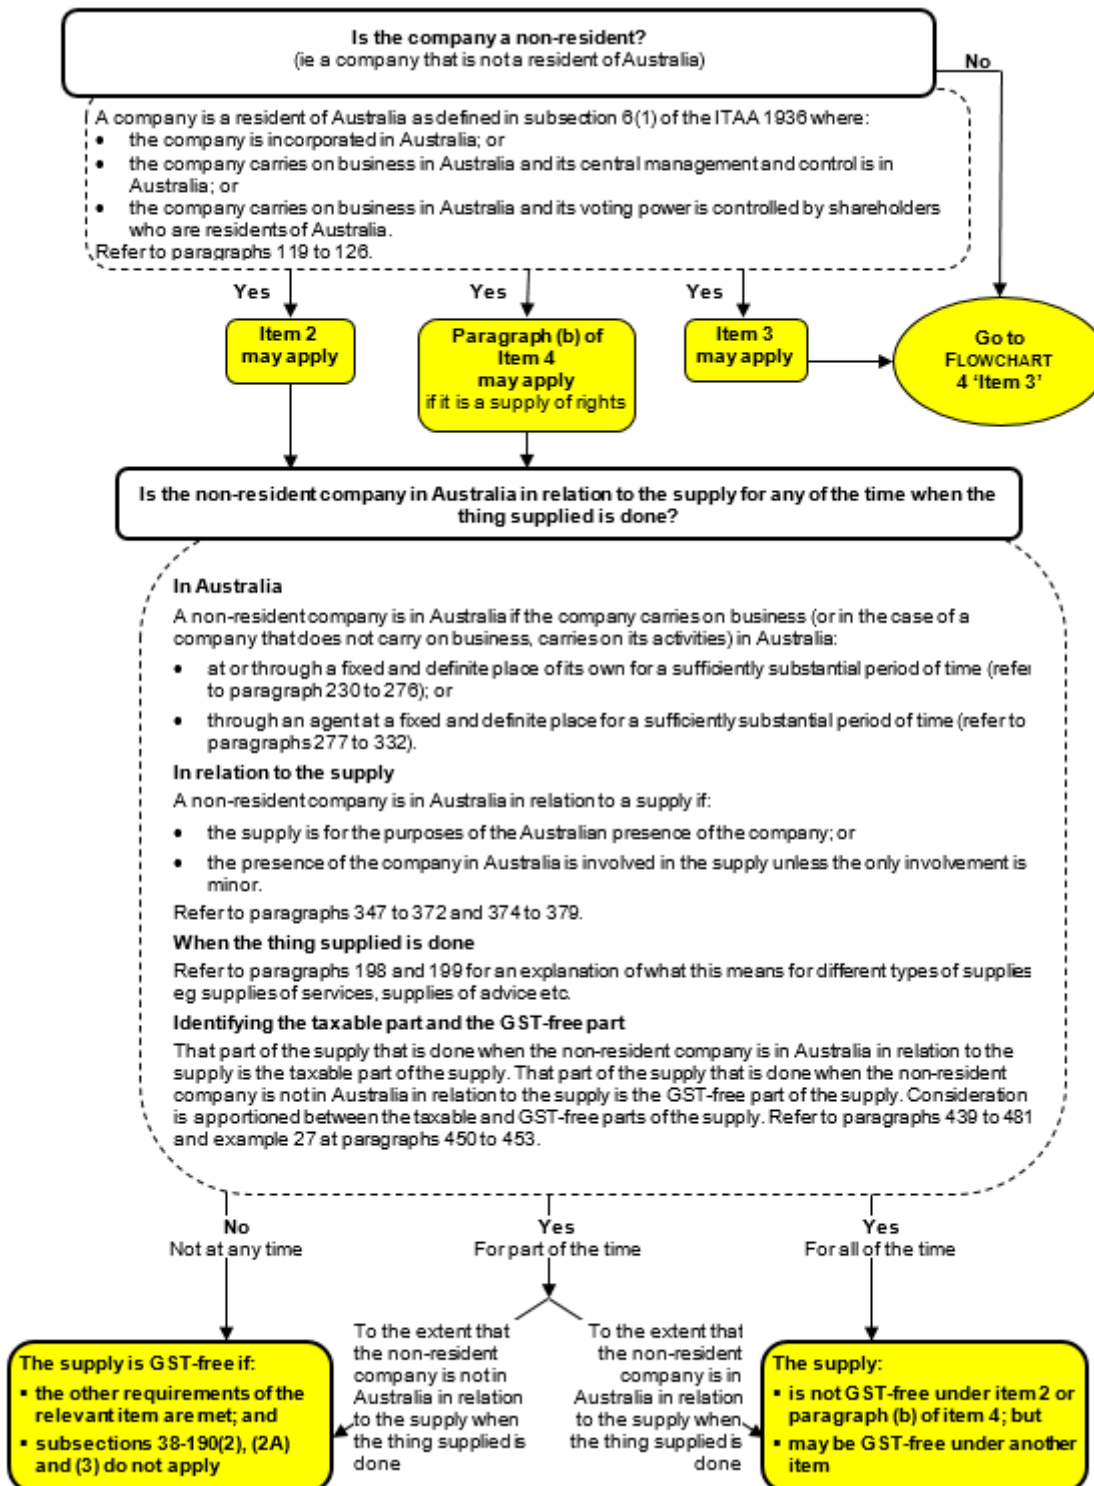 Is the company a non-resident?
(ie a company that is not a resident of Australia)
No
A company is a resident of Australia as defined in subsection 6(1) of the ITAA 1936 where:
• the company is incorporated in Australia; or
• the company carries on business in Australia and its central management and control is in
Australia; or
• the company carries on business in Australia and its voting power is controlled by shareholders
who are residents of Australia.
Refer to paragraphs 119 to 126.
Yes
Yes
Yes
Item 2
may apply
Paragraph (b) of
Item 4
may apply
if it is a supply of rights
Item 3
may apply
Go to
FLOWCHART
4 ‘Item 3’
Is the non-resident company in Australia in relation to the supply for any of the time when the
thing supplied is done?
In Australia
A non-resident company is in Australia if the company carries on business (or in the case of a
company that does not carry on business, carries on its activities) in Australia:
• at or through a fixed and definite place of its own for a sufficiently substantial period of time (refer
to paragraph 230 to 276); or
• through an agent at a fixed and definite place for a sufficiently substantial period of time (refer to
paragraphs 277 to 332).
In relation to the supply
A non-resident company is in Australia in relation to a supply if:
• the supply is for the purposes of the Australian presence of the company; or
• the presence of the company in Australia is involved in the supply unless the only involvement is
minor.
Refer to paragraphs 347 to 372 and 374 to 379.
When the thing supplied is done
Refer to paragraphs 198 and 199 for an explanation of what this means for different types of supplies
eg supplies of services, supplies of advice etc.
Identifying the taxable part and the GST-free part
That part of the supply that is done when the non-resident company is in Australia in relation to the
supply is the taxable part of the supply. That part of the supply that is done when the non-resident
company is not in Australia in relation to the supply is the GST-free part of the supply. Consideration
is apportioned between the taxable and GST-free parts of the supply. Refer to paragraphs 439 to 481
and example 27 at paragraphs 450 to 453.
No
Not at any time
Yes
For part of the time
Yes
For all of the time
The supply is GST-free if:
▪ the other requirements of the
relevant item are met; and
▪ subsections 38-190(2), (2A)
and (3) do not apply
To the extent that
the non-resident
company is not in
Australia in relation
to the supply when
the thing supplied is
done
To the extent that
the non-resident
company is in
Australia in relation
to the supply when
the thing supplied is
done
The supply:
▪ is not GST-free under item 2 or
paragraph (b) of item 4; but
▪ may be GST-free under another
item